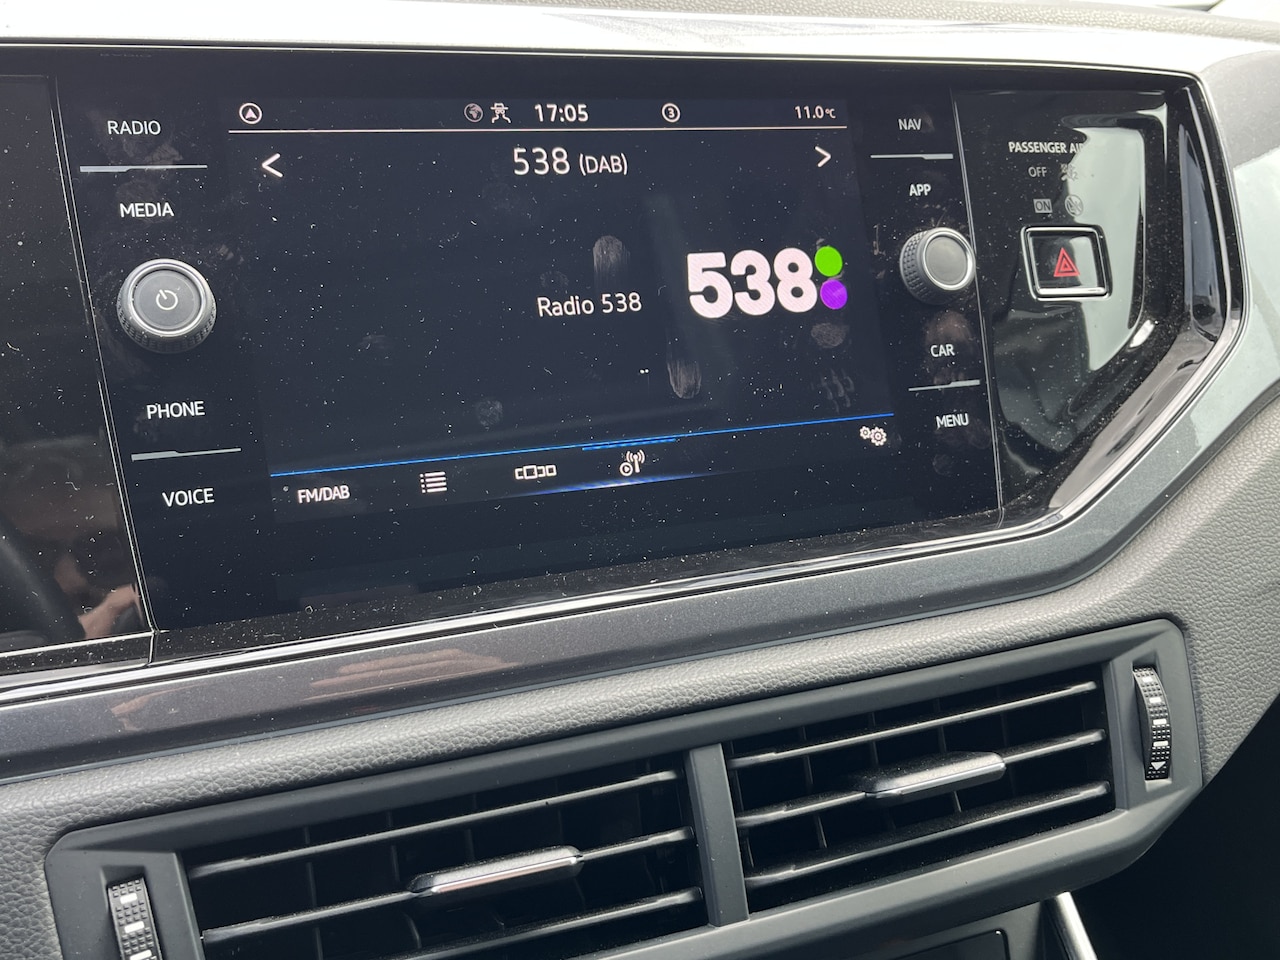 RADIO
MEDIA
PHONE
VOICE
17:05
3
11.0°C
538 (DAB)
Radio 538
538
FM/DAB
NAV
APP
CAR
MENU
PASSENGER
OFF
ON